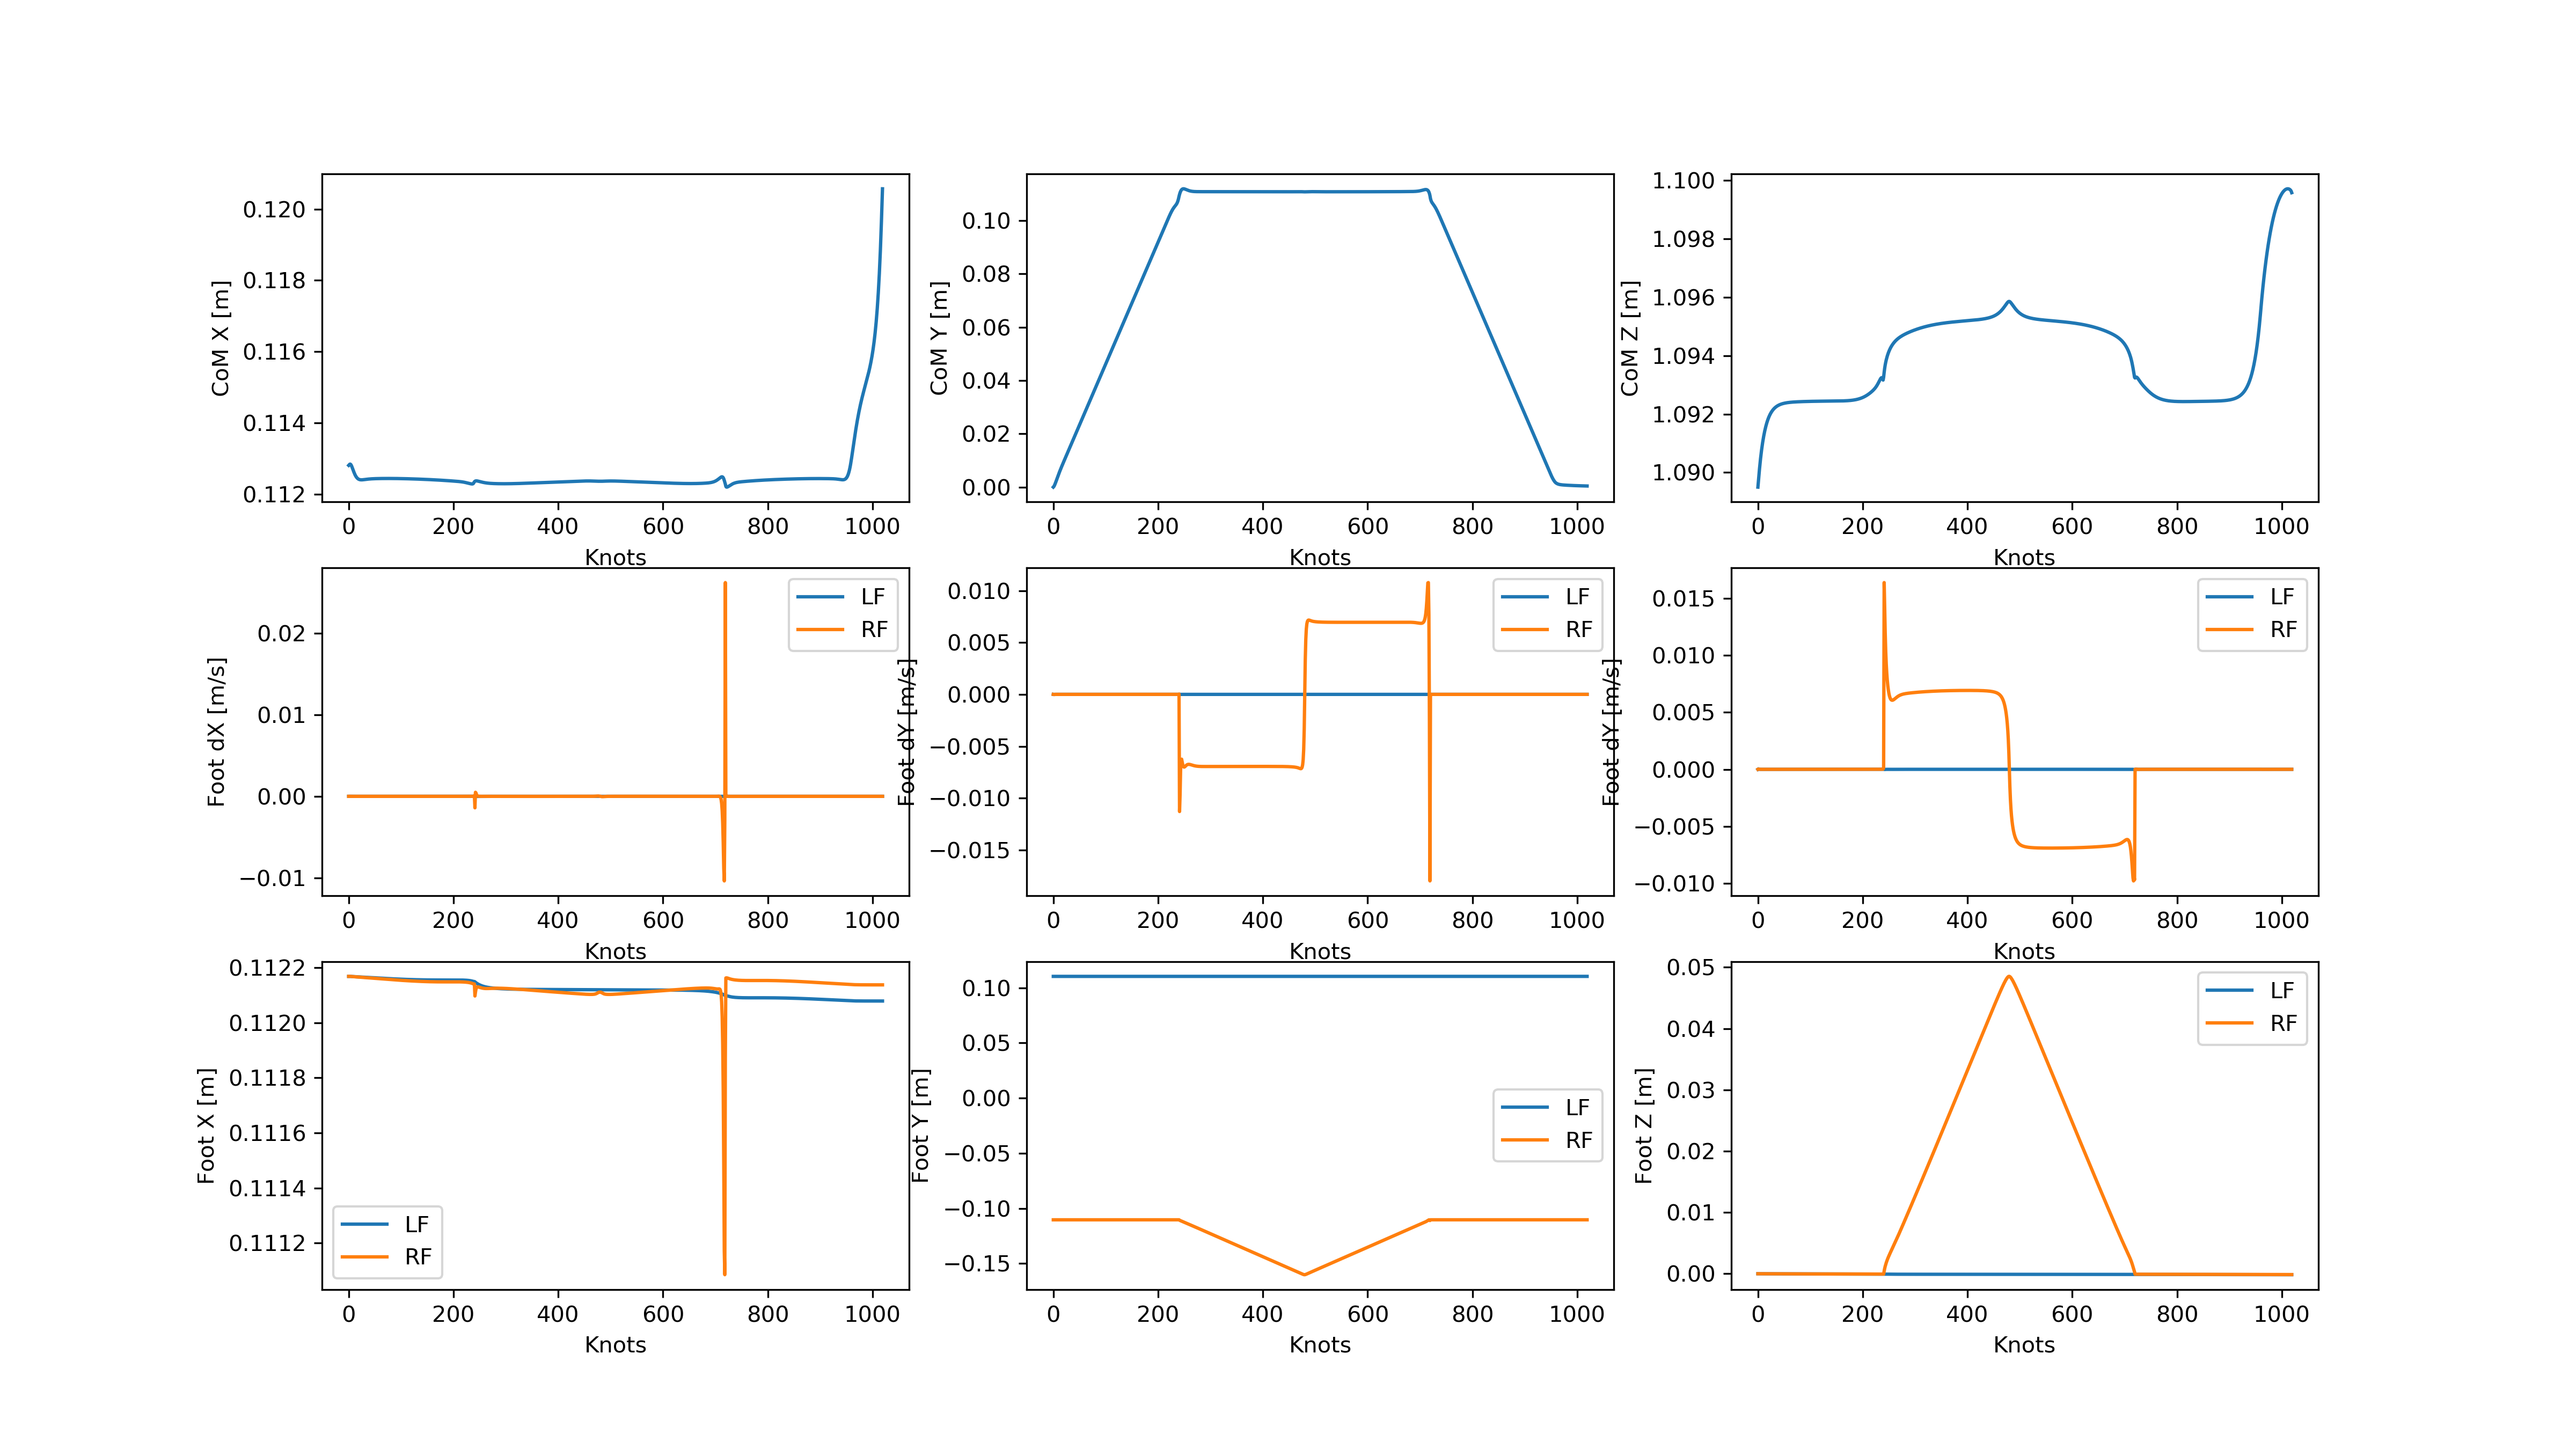 CoM X [m]
0.120
0.118
0.116
0.114
0.112
0 200 400 600 800 1000
Knots
CoM Y [m]
0.10
0.08
0.06
0.04
0.02
0.00
0 200 400 600 800 1000
Knots
CoM Z [m]
1.100
1.098
1.096
1.094
1.092
1.090
0 200 400 600 800 1000
Knots
Foot dX [m/s]
0.02
0.01
0.00
−0.01
LF
RF
0 200 400 600 800 1000
Knots
Foot dY [m/s]
0.010
0.005
0.000
−0.005
−0.010
−0.015
LF
RF
0 200 400 600 800 1000
Knots
Foot dY [m/s]
0.015
0.010
0.005
0.000
−0.005
−0.010
LF
RF
0 200 400 600 800 1000
Knots
Foot X [m]
0.1122
0.1120
0.1118
0.1116
0.1114
0.1112
LF
RF
0 200 400 600 800 1000
Knots
Foot Y [m]
0.10
0.05
0.00
−0.05
−0.10
−0.15
LF
RF
0 200 400 600 800 1000
Knots
Foot Z [m]
0.05
0.04
0.03
0.02
0.01
0.00
LF
RF
0 200 400 600 800 1000
Knots